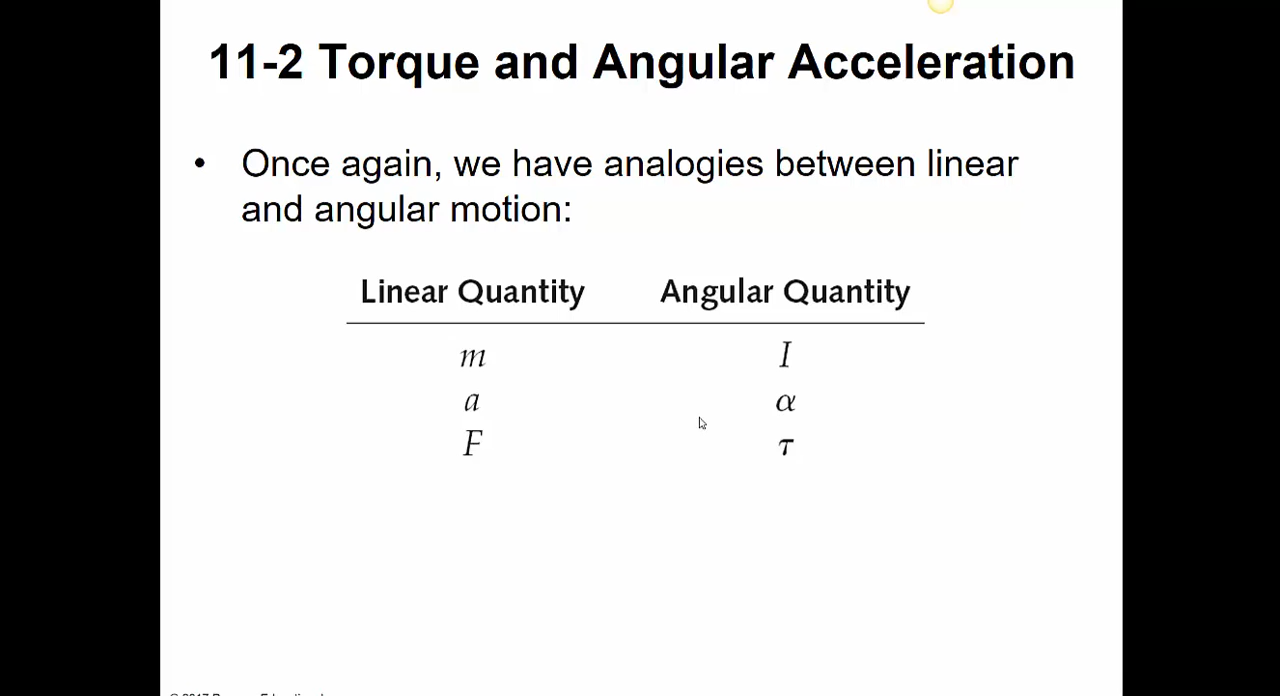 11-2 Torque and Angular Acceleration
• Once again, we have analogies between linear
and angular motion:
Linear Quantity Angular Quantity
m I
a α
F τ